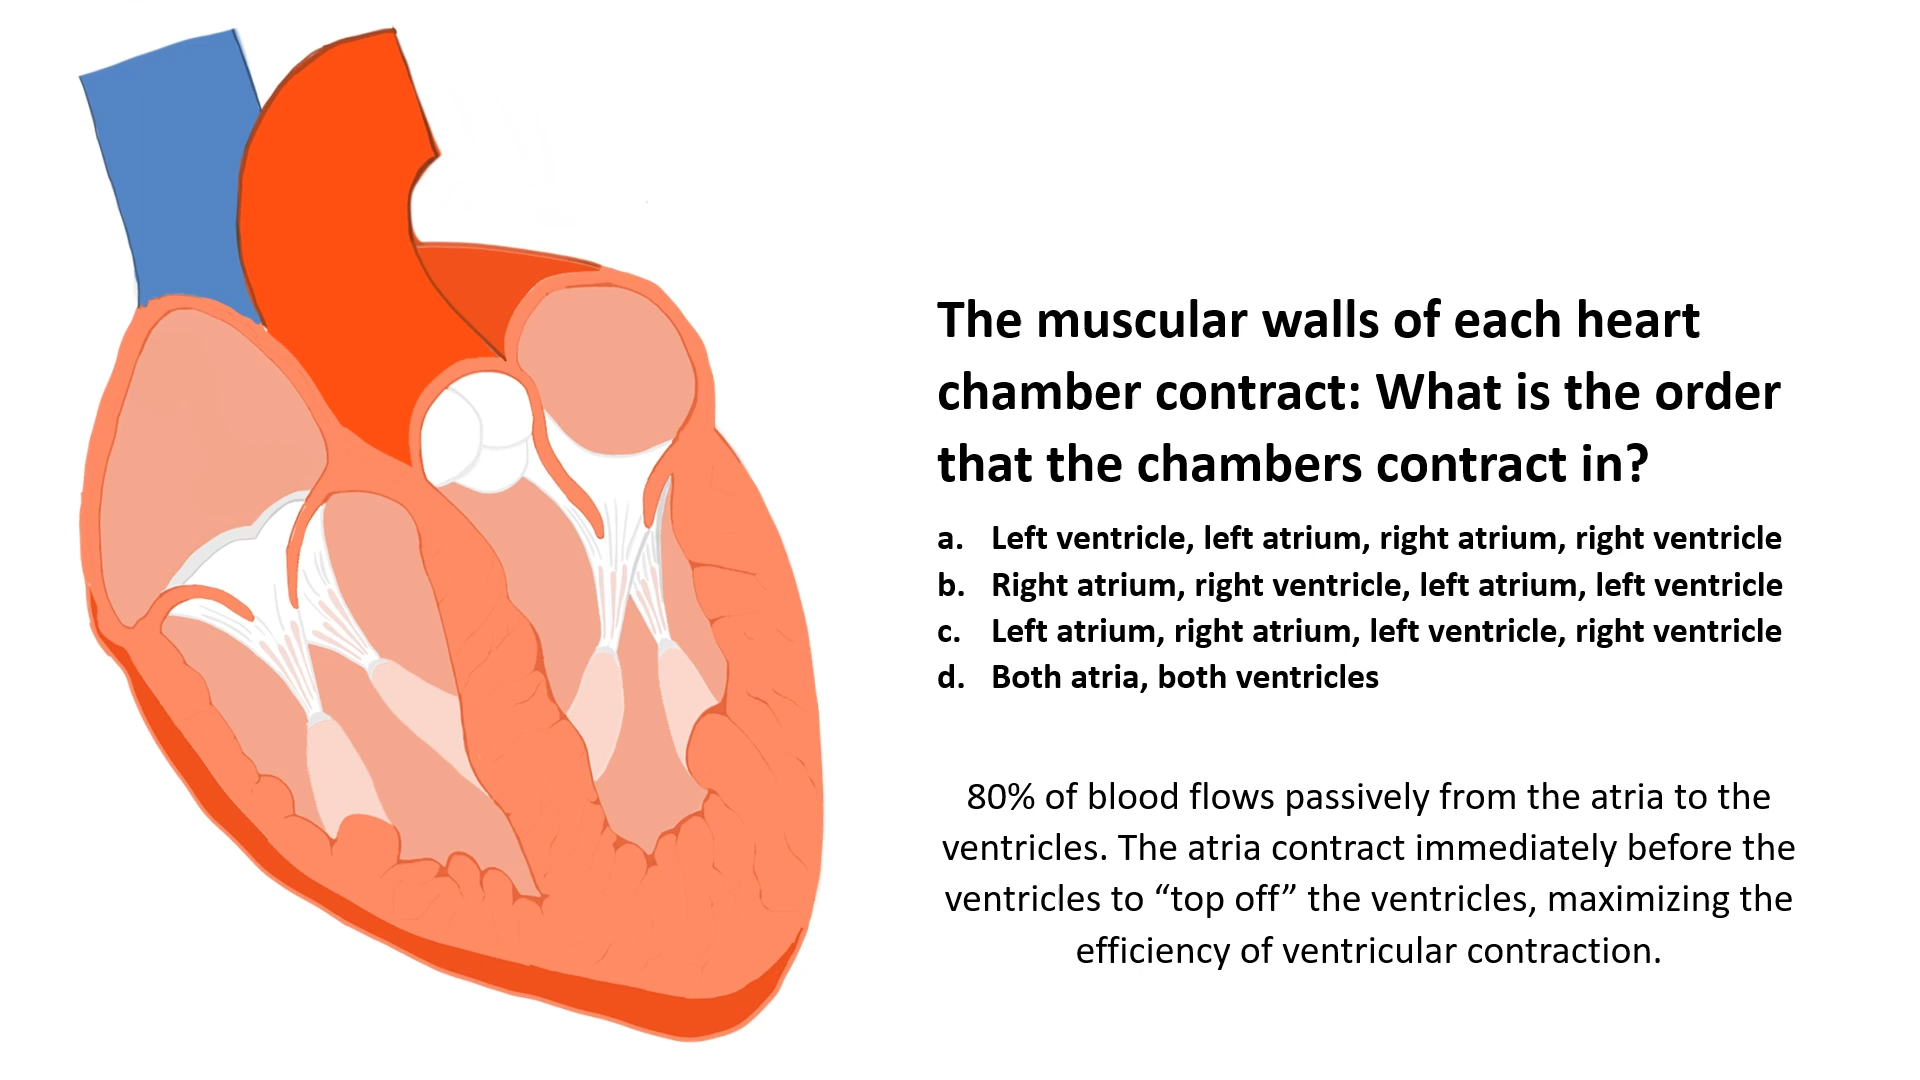 The muscular walls of each heart
chamber contract: What is the order
that the chambers contract in?
a. Left ventricle, left atrium, right atrium, right ventricle
b. Right atrium, right ventricle, left atrium, left ventricle
c. Left atrium, right atrium, left ventricle, right ventricle
d. Both atria, both ventricles
80% of blood flows passively from the atria to the
ventricles. The atria contract immediately before the
ventricles to “top off” the ventricles, maximizing the
efficiency of ventricular contraction.